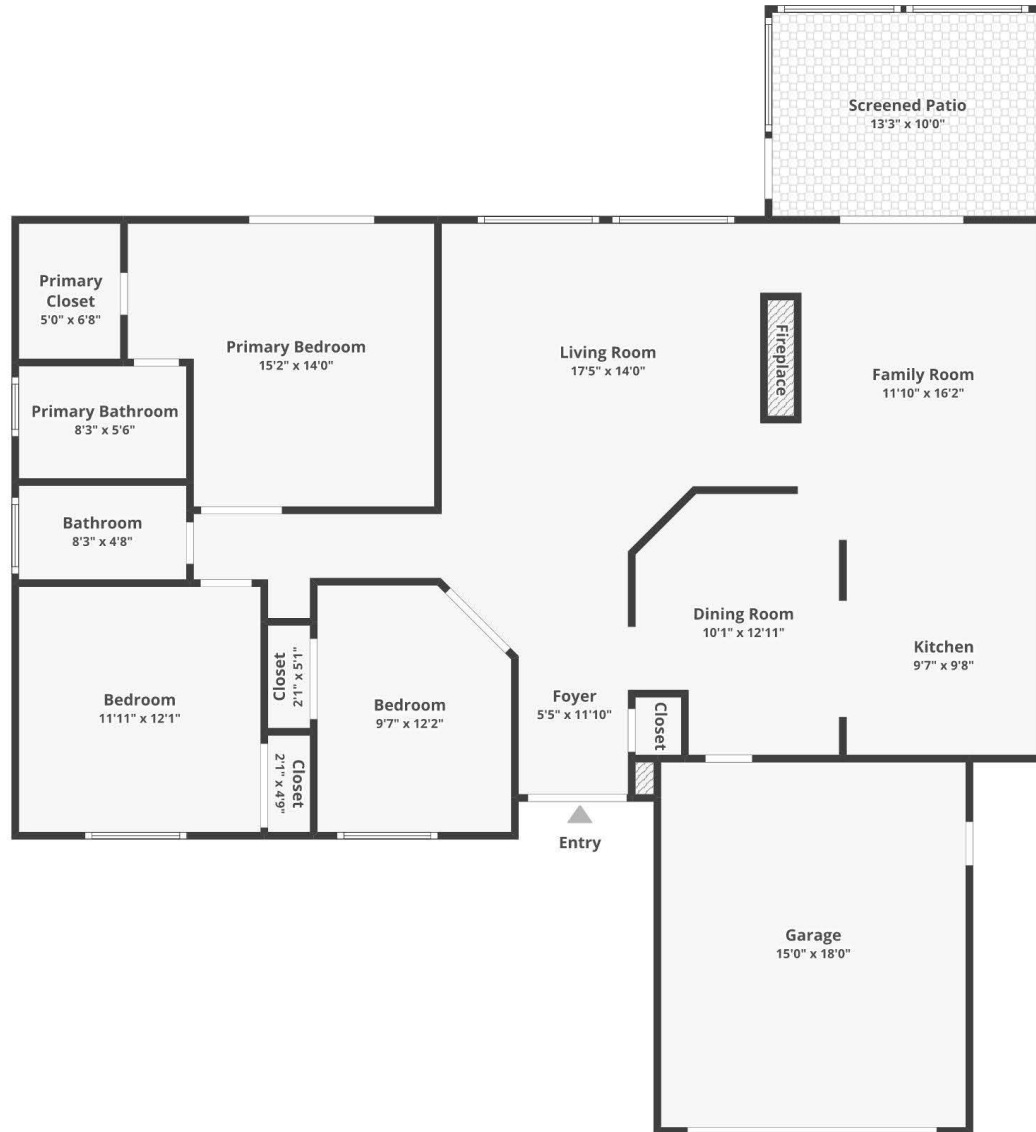 Screened Patio
13'3" x 10'0"
Primary
Closet
5'0" x 6'8"
Primary Bedroom
15'2" x 14'0"
Living Room
17'5" x 14'0"
Fireplace
Family Room
11'10" x 16'2"
Primary Bathroom
8'3" x 5'6"
Bathroom
8'3" x 4'8"
Dining Room
10'1" x 12'11"
Kitchen
9'7" x 9'8"
Bedroom
11'11" x 12'1"
Closet
2'1" x 5'1"
Bedroom
9'7" x 12'2"
Foyer
5'5" x 11'10"
Closet
Closet
2'1" x 4'9"
Entry
Garage
15'0" x 18'0"